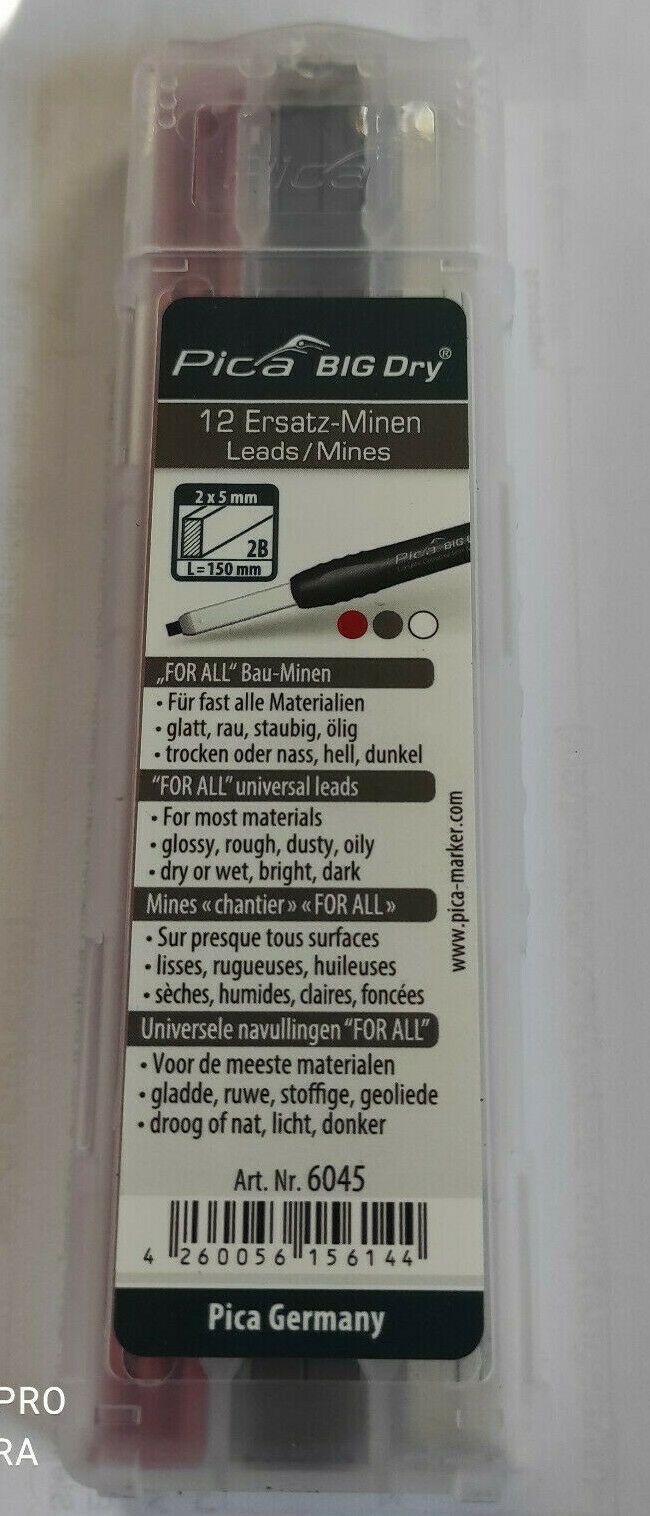 Pica
Pica BIG Dry®
12 Ersatz-Minen
Leads/Mines
2 x 5 mm
2B
L=150 mm
Pica BIG
„FOR ALL“ Bau-Minen
• Für fast alle Materialien
• glatt, rau, staubig, ölig
• trocken oder nass, hell, dunkel
“FOR ALL” universal leads
• For most materials
• glossy, rough, dusty, oily
• dry or wet, bright, dark
Mines «chantier» «FOR ALL»
• Sur presque tous surfaces
• lisses, rugueuses, huileuses
• sèches, humides, claires, foncées
Universele navullingen “FOR ALL”
• Voor de meeste materialen
• gladde, ruwe, stoffige, geoliede
• droog of nat, licht, donker
www.pica-marker.com
Art. Nr. 6045
4 260056 156144
Pica Germany
PRO
RA